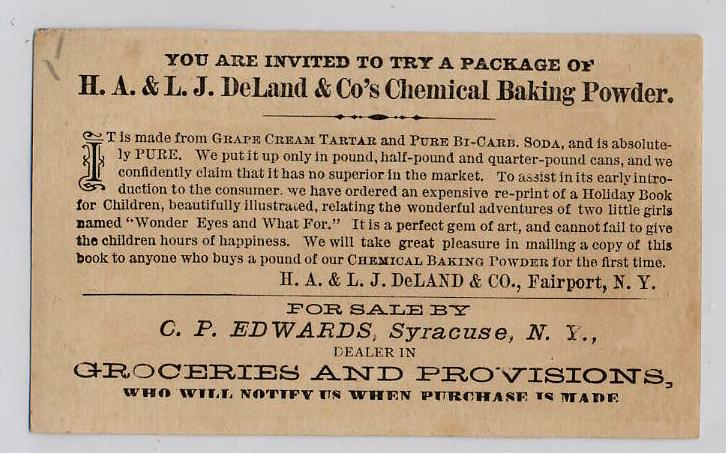 YOU ARE INVITED TO TRY A PACKAGE OF
H. A. & L. J. DeLand & Co's Chemical Baking Powder.
IT is made from GRAPE CREAM TARTAR and PURE BI-CARB. SODA, and is absolute-
ly PURE. We put it up only in pound, half-pound and quarter-pound cans, and we
confidently claim that it has no superior in the market. To assist in its early intro-
duction to the consumer, we have ordered an expensive re-print of a Holiday Book
for Children, beautifully illustrated, relating the wonderful adventures of two little girls
named "Wonder Eyes and What For." It is a perfect gem of art, and cannot fail to give
the children hours of happiness. We will take great pleasure in mailing a copy of this
book to anyone who buys a pound of our CHEMICAL BAKING POWDER for the first time.
H. A. & L. J. DeLAND & CO., Fairport, N. Y.
FOR SALE BY
C. P. EDWARDS, Syracuse, N. Y.,
DEALER IN
GROCERIES AND PROVISIONS,
WHO WILL NOTIFY US WHEN PURCHASE IS MADE